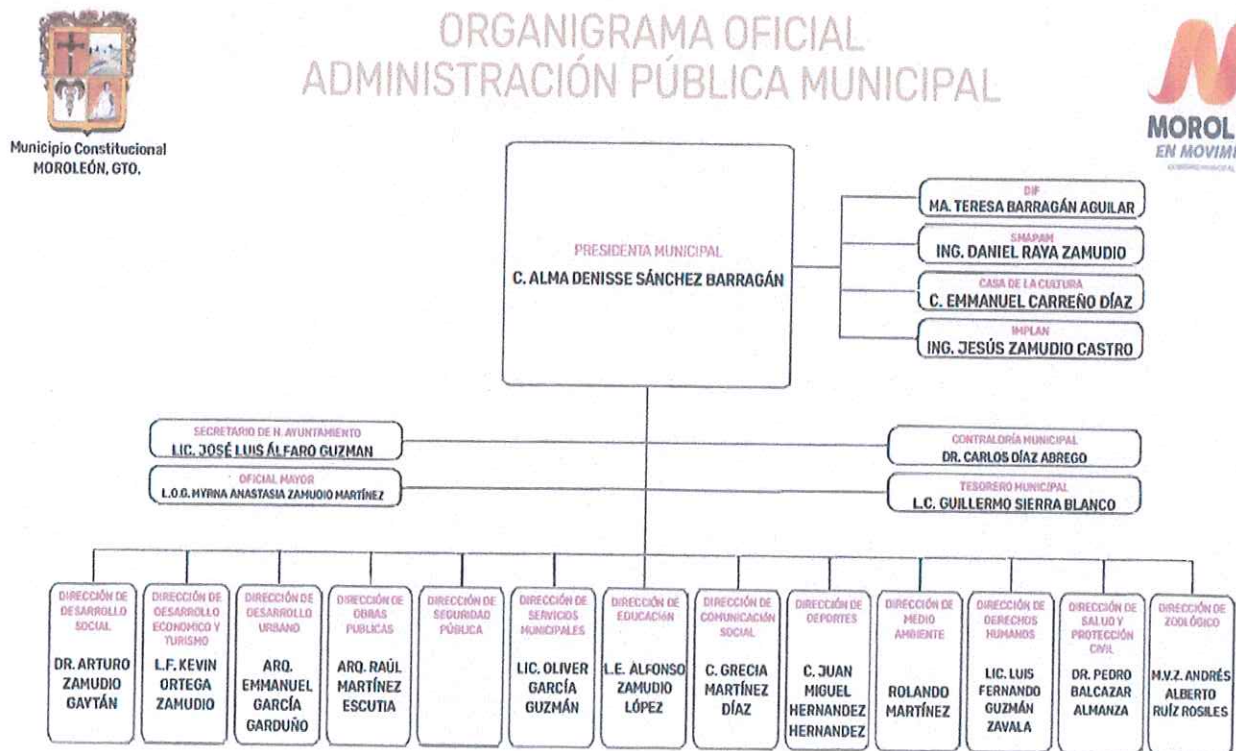 ORGANIGRAMA OFICIAL
ADMINISTRACIÓN PÚBLICA MUNICIPAL
Municipio Constitucional
MOROLEÓN, GTO.
MOROL
EN MOVIMI
PRESIDENTA MUNICIPAL
C. ALMA DENISSE SÁNCHEZ BARRAGÁN
DIF
MA. TERESA BARRAGÁN AGUILAR
SMAPAM
ING. DANIEL RAYA ZAMUDIO
CASA DE LA CULTURA
C. EMMANUEL CARREÑO DÍAZ
IMPLAN
ING. JESÚS ZAMUDIO CASTRO
SECRETARIO DE H. AYUNTAMIENTO
LIC. JOSÉ LUIS ÁLFARO GUZMAN
CONTRALORÍA MUNICIPAL
DR. CARLOS DÍAZ ABREGO
OFICIAL MAYOR
L.O.G. MYRNA ANASTASIA ZAMUDIO MARTÍNEZ
TESORERO MUNICIPAL
L.C. GUILLERMO SIERRA BLANCO
DIRECCIÓN DE
DESARROLLO
SOCIAL
DR. ARTURO
ZAMUDIO
GAYTÁN
DIRECCIÓN DE
DESARROLLO
ECONOMICO Y
TURISMO
L.F. KEVIN
ORTEGA
ZAMUDIO
DIRECCIÓN DE
DESARROLLO
URBANO
ARQ.
EMMANUEL
GARCÍA
GARDUÑO
DIRECCIÓN DE
OBRAS
PUBLICAS
ARQ. RAÚL
MARTÍNEZ
ESCUTIA
DIRECCIÓN DE
SEGURIDAD
PÚBLICA
DIRECCIÓN DE
SERVICIOS
MUNICIPALES
LIC. OLIVER
GARCÍA
GUZMÁN
DIRECCIÓN DE
EDUCACIÓN
L.E. ALFONSO
ZAMUDIO
LÓPEZ
DIRECCIÓN DE
COMUNICACIÓN
SOCIAL
C. GRECIA
MARTÍNEZ
DÍAZ
DIRECCIÓN DE
DEPORTES
C. JUAN
MIGUEL
HERNANDEZ
HERNANDEZ
DIRECCIÓN DE
MEDIO
AMBIENTE
ROLANDO
MARTÍNEZ
DIRECCIÓN DE
DERECHOS
HUMANOS
LIC. LUIS
FERNANDO
GUZMÁN
ZAVALA
DIRECCIÓN DE
SALUD Y
PROTECCIÓN
CIVIL
DR. PEDRO
BALCAZAR
ALMANZA
DIRECCIÓN DE
ZOOLÓGICO
M.V.Z. ANDRÉS
ALBERTO
RUÍZ ROSILES